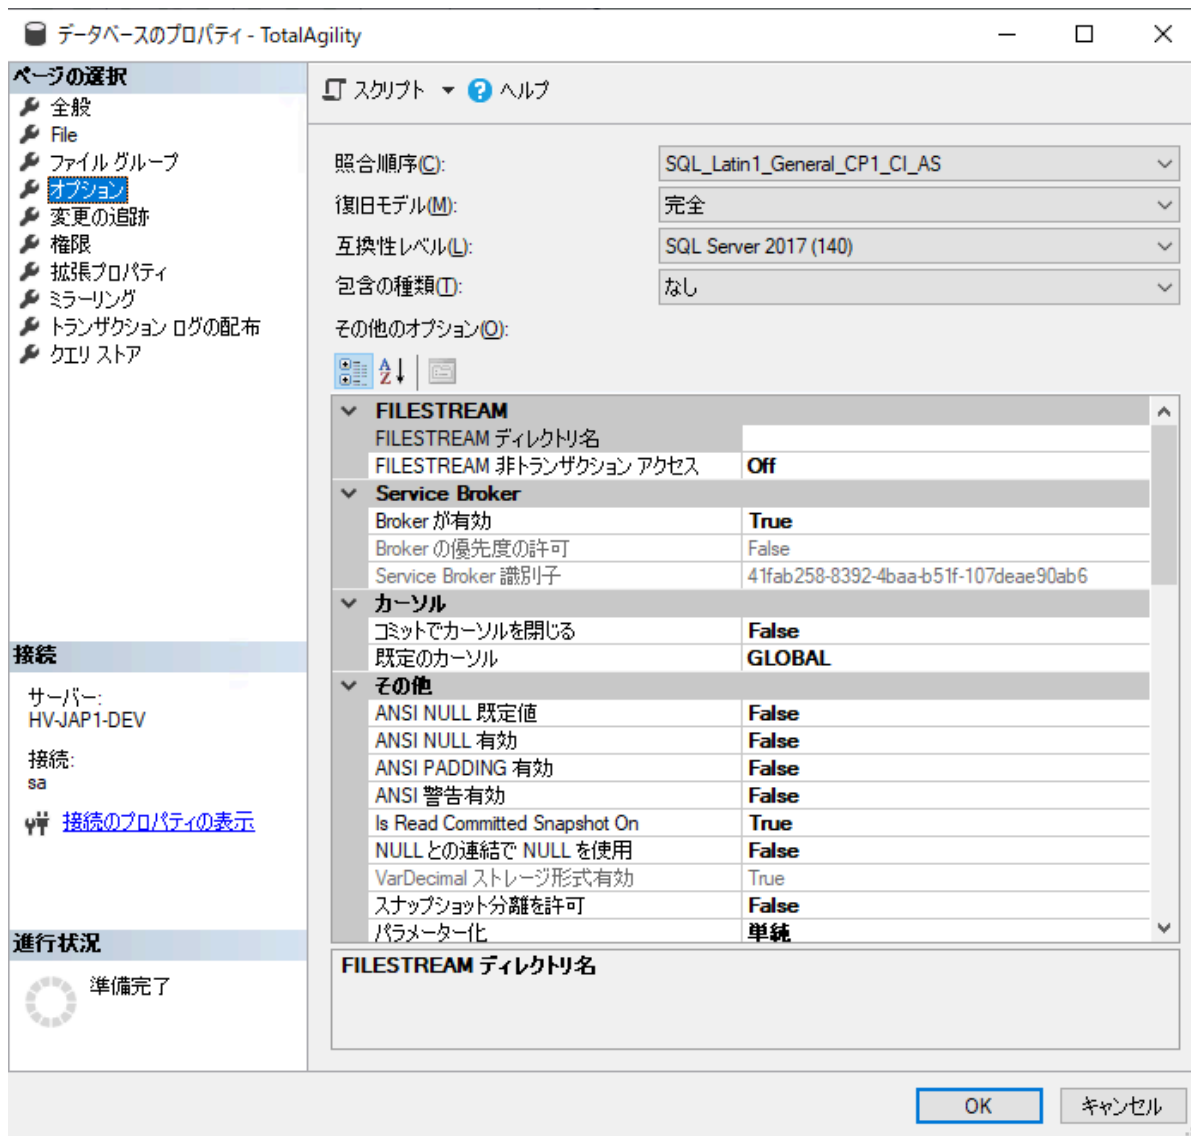 データベースのプロパティ - TotalAgility
ページの選択
全般
File
ファイル グループ
オプション
変更の追跡
権限
拡張プロパティ
ミラーリング
トランザクション ログの配布
クエリ ストア
接続
サーバー:
HV-JAP1-DEV
接続:
sa
接続のプロパティの表示
進行状況
準備完了
スクリプト ヘルプ
照合順序(C): SQL_Latin1_General_CP1_CI_AS
復旧モデル(M): 完全
互換性レベル(L): SQL Server 2017 (140)
包含の種類(T): なし
その他のオプション(O):
FILESTREAM
FILESTREAM ディレクトリ名
FILESTREAM 非トランザクション アクセス Off
Service Broker
Broker が有効 True
Broker の優先度の許可 False
Service Broker 識別子 41fab258-8392-4baa-b51f-107deae90ab6
カーソル
コミットでカーソルを閉じる False
既定のカーソル GLOBAL
その他
ANSI NULL 既定値 False
ANSI NULL 有効 False
ANSI PADDING 有効 False
ANSI 警告有効 False
Is Read Committed Snapshot On True
NULL との連結で NULL を使用 False
VarDecimal ストレージ形式有効 True
スナップショット分離を許可 False
パラメーター化 単純
FILESTREAM ディレクトリ名
OK キャンセル